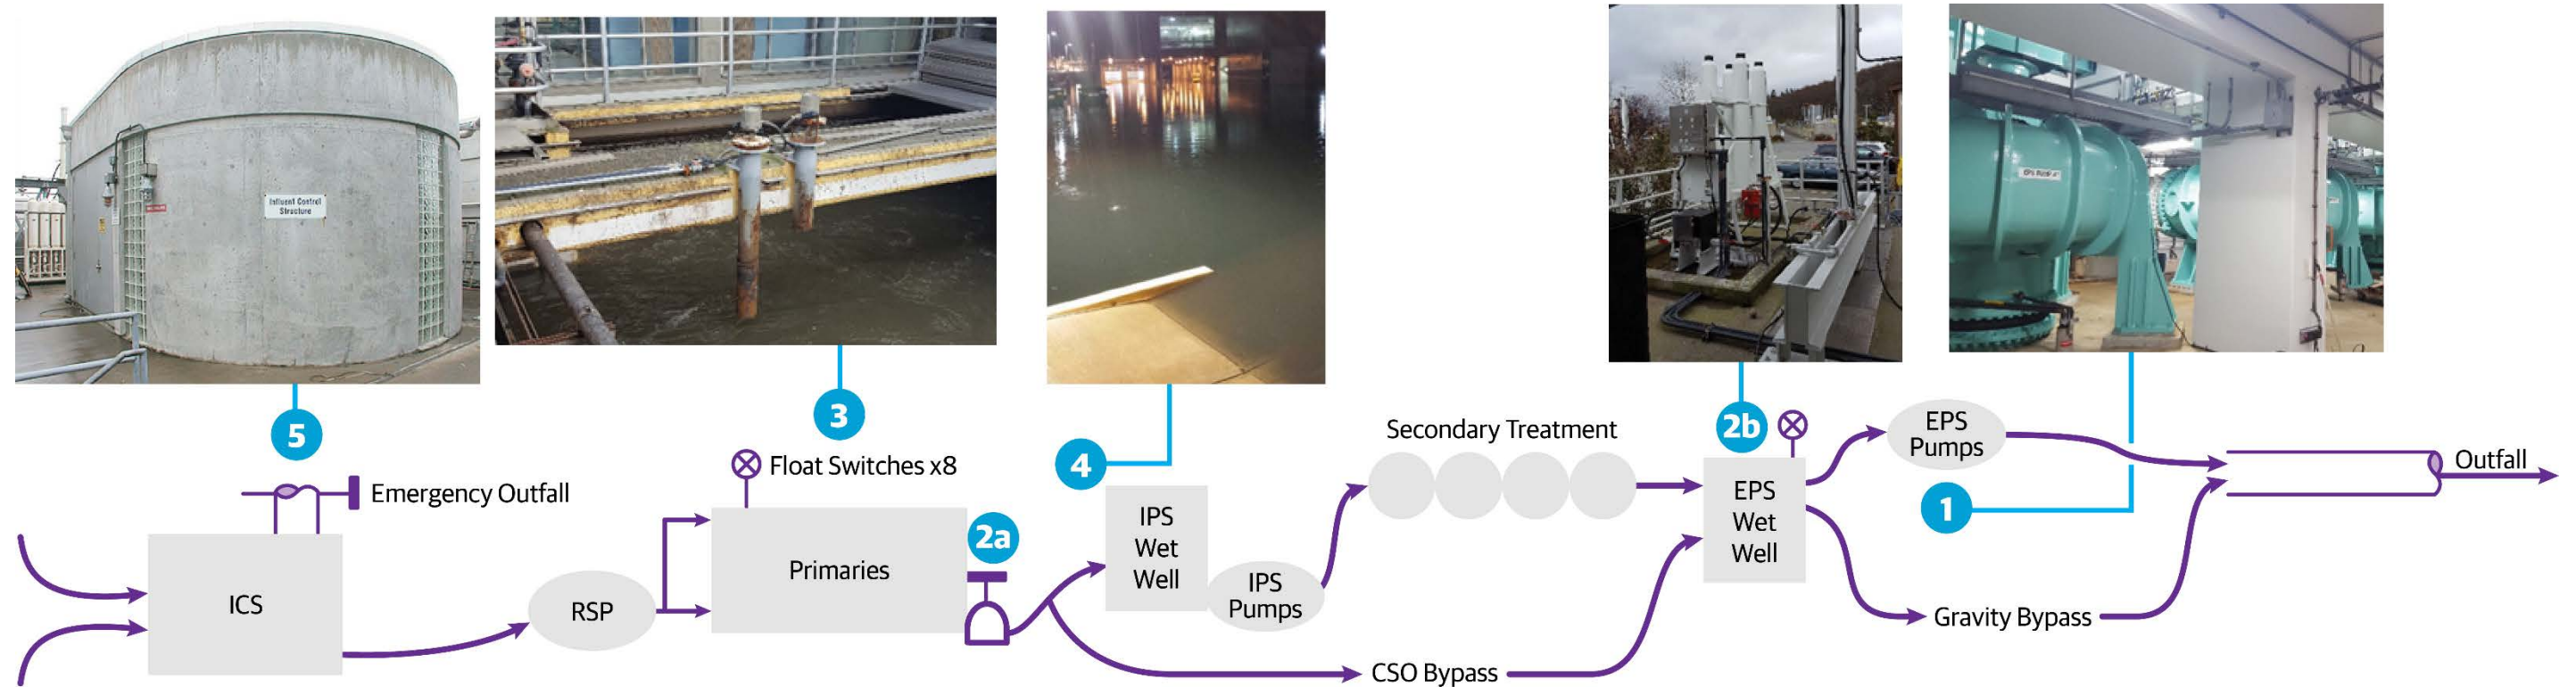 Influent Control
Structure
5
3
4
2b
1
Emergency Outfall
Float Switches x8
2a
Secondary Treatment
EPS
Pumps
Outfall
ICS
RSP
Primaries
IPS
Wet
Well
IPS
Pumps
EPS
Wet
Well
Gravity Bypass
CSO Bypass